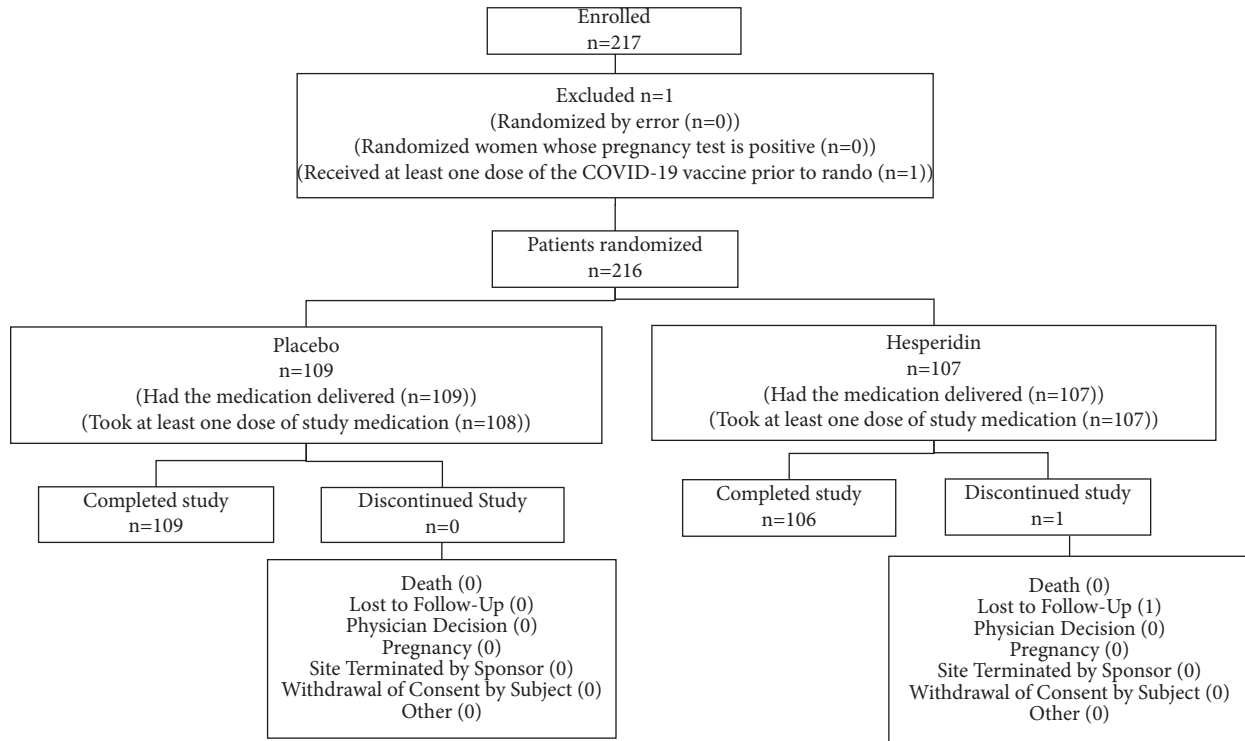 Enrolled
n=217
Excluded n=1
(Randomized by error (n=0))
(Randomized women whose pregnancy test is positive (n=0))
(Received at least one dose of the COVID-19 vaccine prior to rando (n=1))
Patients randomized
n=216
Placebo
n=109
(Had the medication delivered (n=109))
(Took at least one dose of study medication (n=108))
Hesperidin
n=107
(Had the medication delivered (n=107))
(Took at least one dose of study medication (n=107))
Completed study
n=109
Discontinued Study
n=0
Completed study
n=106
Discontinued study
n=1
Death (0)
Lost to Follow-Up (0)
Physician Decision (0)
Pregnancy (0)
Site Terminated by Sponsor (0)
Withdrawal of Consent by Subject (0)
Other (0)
Death (0)
Lost to Follow-Up (1)
Physician Decision (0)
Pregnancy (0)
Site Terminated by Sponsor (0)
Withdrawal of Consent by Subject (0)
Other (0)